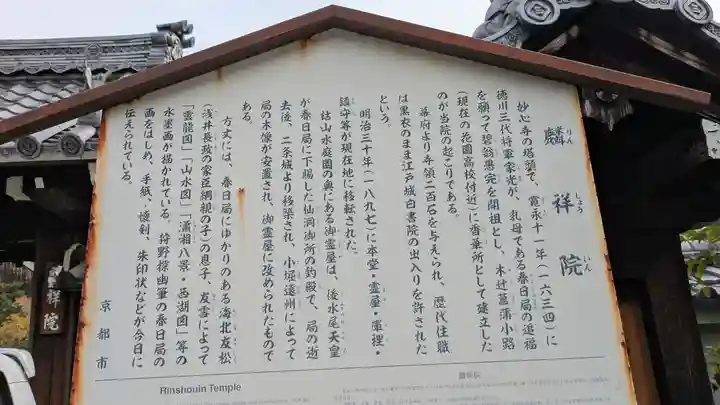 麟祥院
りんしょういん
妙心寺の塔頭で、寛永十一年(一六三四)に
徳川三代将軍家光が、乳母である春日局の追福
を願って碧翁愚完を開祖とし、木辻菖蒲小路
(現在の花園高校付近)に香華所として建立した
のが当院の起こりである。
幕府より寺領二百石を与えられ、歴代住職
は黒衣のまま江戸城白書院の出入りを許された
という。
明治三十年(一八九七)に本堂・霊屋・庫裡・
鎮守等が現在地に移転された。
枯山水庭園の奥にある御霊屋は、後水尾天皇
が春日局に下賜した仙洞御所の釣殿で、局の逝
去後、二条城より移築され、小堀遠州によって
局の木像が安置され、御霊屋に改められたもので
ある。
方丈には、春日局にゆかりのある海北友松
(浅井長政の家臣綱親の子)の息子、友雪によって
「雲龍図」「山水図」「瀟湘八景・西湖図」等の
水墨画が描かれている。狩野探幽筆の春日局の
画をはじめ、手紙、懐剣、朱印状などが今日に
伝えられている。
京都市
Rinshouin Temple
祥院